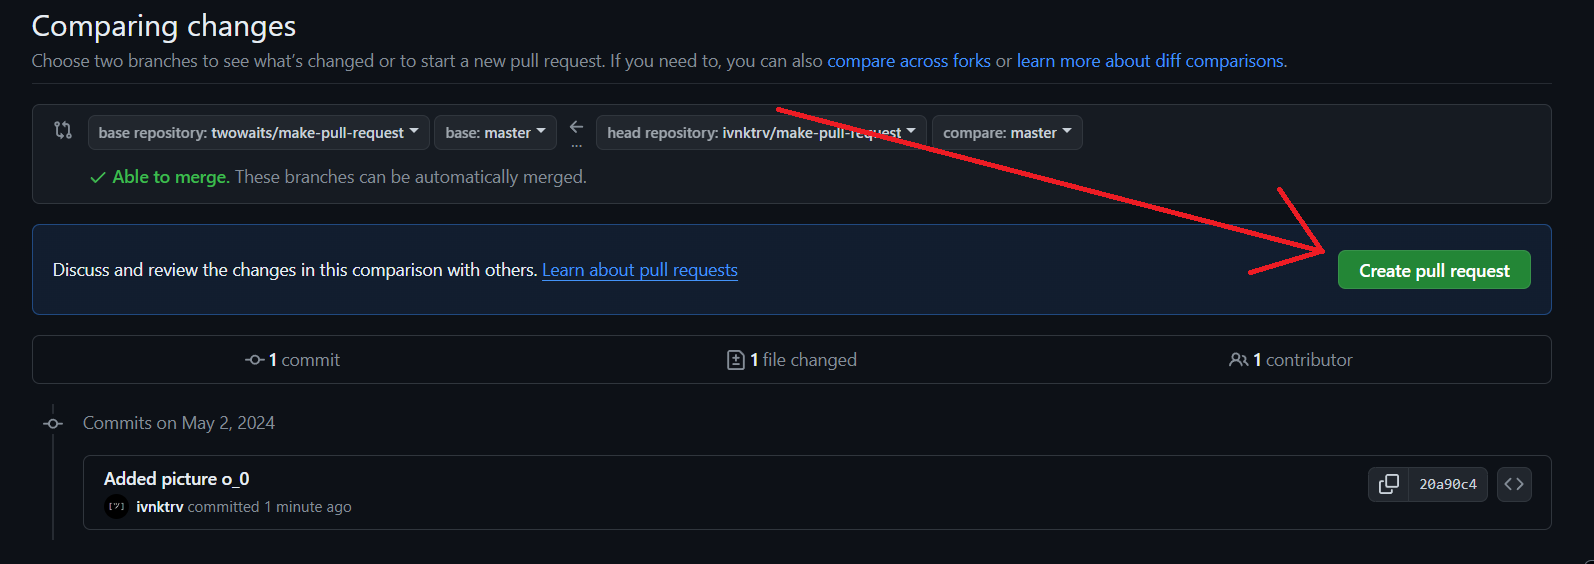 Comparing changes
Choose two branches to see what’s changed or to start a new pull request. If you need to, you can also compare across forks or learn more about diff comparisons.
base repository: twowaits/make-pull-request base: master ... head repository: ivnktrv/make-pull-request compare: master
Able to merge. These branches can be automatically merged.
Discuss and review the changes in this comparison with others. Learn about pull requests Create pull request
1 commit 1 file changed 1 contributor
Commits on May 2, 2024
Added picture o_0
ivnktrv committed 1 minute ago 20a90c4